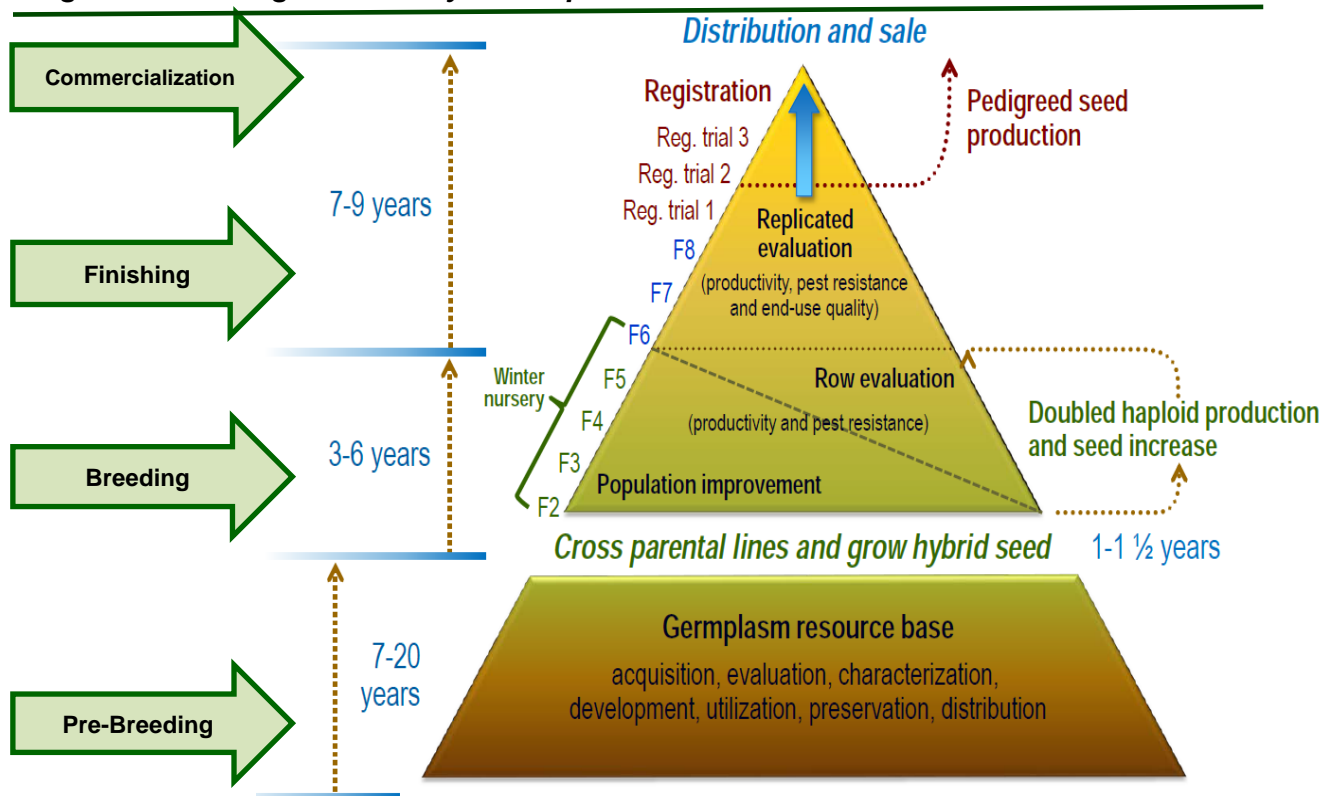 Distribution and sale
Commercialization
Registration
Pedigreed seed
production
Reg. trial 3
Reg. trial 2
Reg. trial 1
7-9 years
Replicated
evaluation
F8
(productivity, pest resistance
and end-use quality)
Finishing
F7
F6
Winter
nursery
F5
Row evaluation
F4
(productivity and pest resistance)
Doubled haploid production
and seed increase
3-6 years
Breeding
F3
Population improvement
F2
Cross parental lines and grow hybrid seed
1-1 ½ years
Germplasm resource base
acquisition, evaluation, characterization,
development, utilization, preservation, distribution
7-20
years
Pre-Breeding